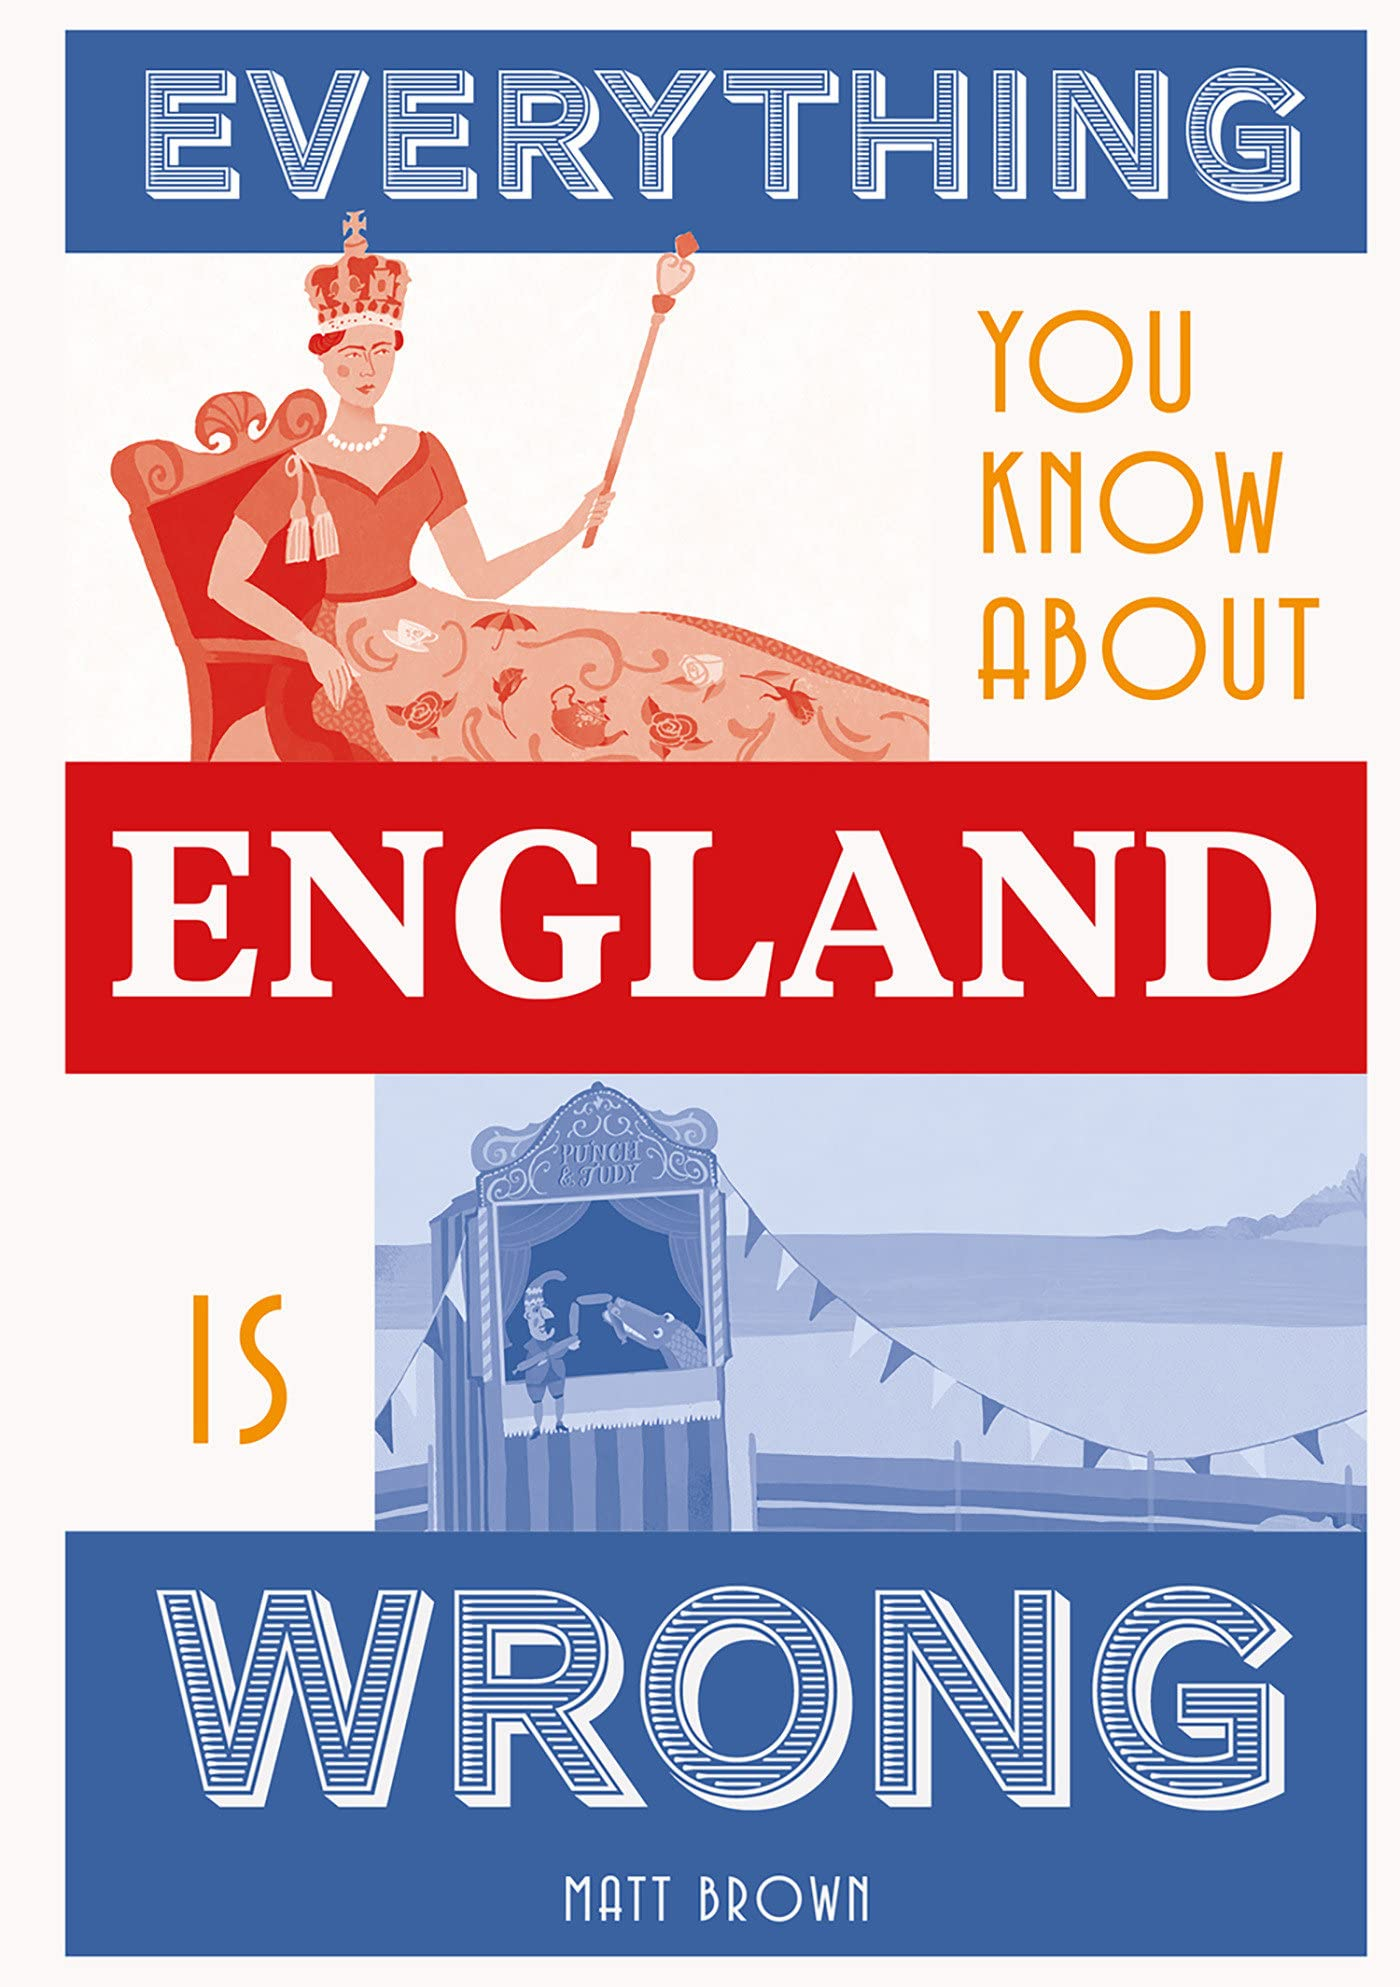 EVERYTHING
YOU
KNOW
ABOUT
ENGLAND
PUNCH
& JUDY
IS
WRONG
MATT BROWN